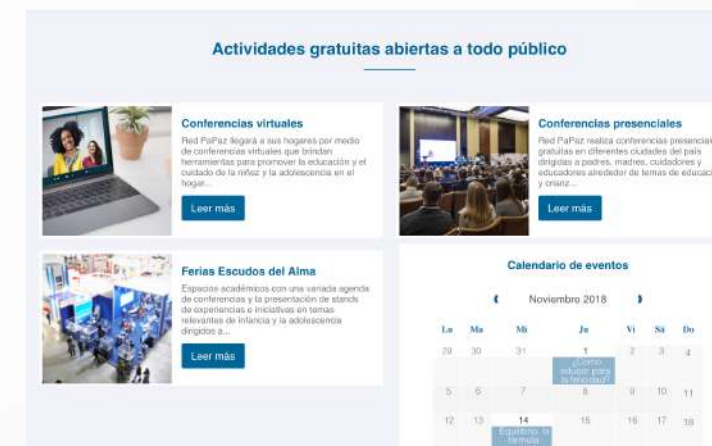 Actividades gratuitas abiertas a todo público
Conferencias virtuales
Red PaPaz llegará a sus hogares por medio
de conferencias virtuales que brindan
herramientas para promover la educación y el
cuidado de la niñez y la adolescencia en el
hogar...
Leer más
Conferencias presenciales
Red PaPaz realiza conferencias presencial
gratuitas en diferentes ciudades del país
dirigidas a padres, madres, cuidadores y
educadores alrededor de temas de educaci
y crianz...
Leer más
Ferias Escudos del Alma
Espacios académicos con una variada agenda
de conferencias y la presentación de stands
de experiencias e iniciativas en temas
relevantes de infancia y la adolescencia
dirigidos a...
Leer más
Calendario de eventos
Noviembre 2018
Lu Ma Mi Ju Vi Sá Do
29 30 31 1 2 3 4
¿Cómo
educar para
la felicidad?
5 6 7 8 9 10 11
12 13 14 15 16 17 18
Equilibrio, la
fórmula